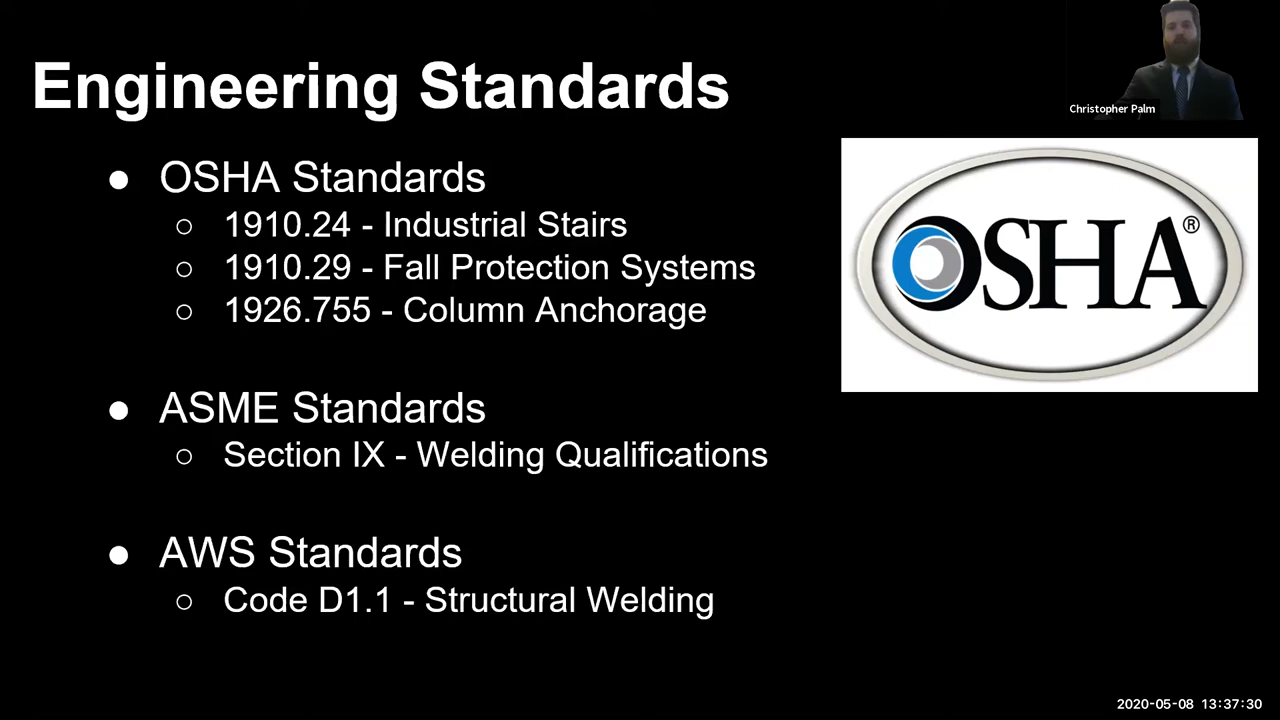 Engineering Standards
Christopher Palm
● OSHA Standards
○ 1910.24 - Industrial Stairs
○ 1910.29 - Fall Protection Systems
○ 1926.755 - Column Anchorage
OSHA®
● ASME Standards
○ Section IX - Welding Qualifications
● AWS Standards
○ Code D1.1 - Structural Welding
2020-05-08 13:37:30